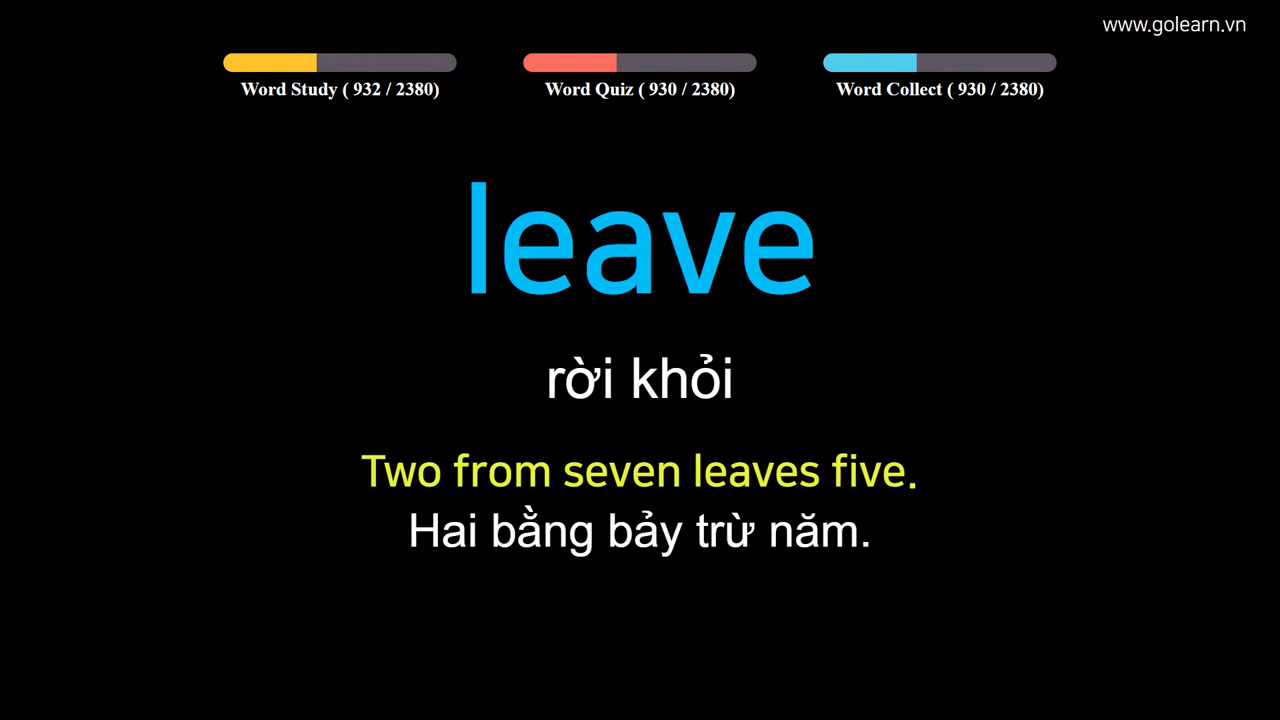 www.golearn.vn
Word Study ( 932 / 2380)
Word Quiz ( 930 / 2380)
Word Collect ( 930 / 2380)
leave
rời khỏi
Two from seven leaves five.
Hai bằng bảy trừ năm.